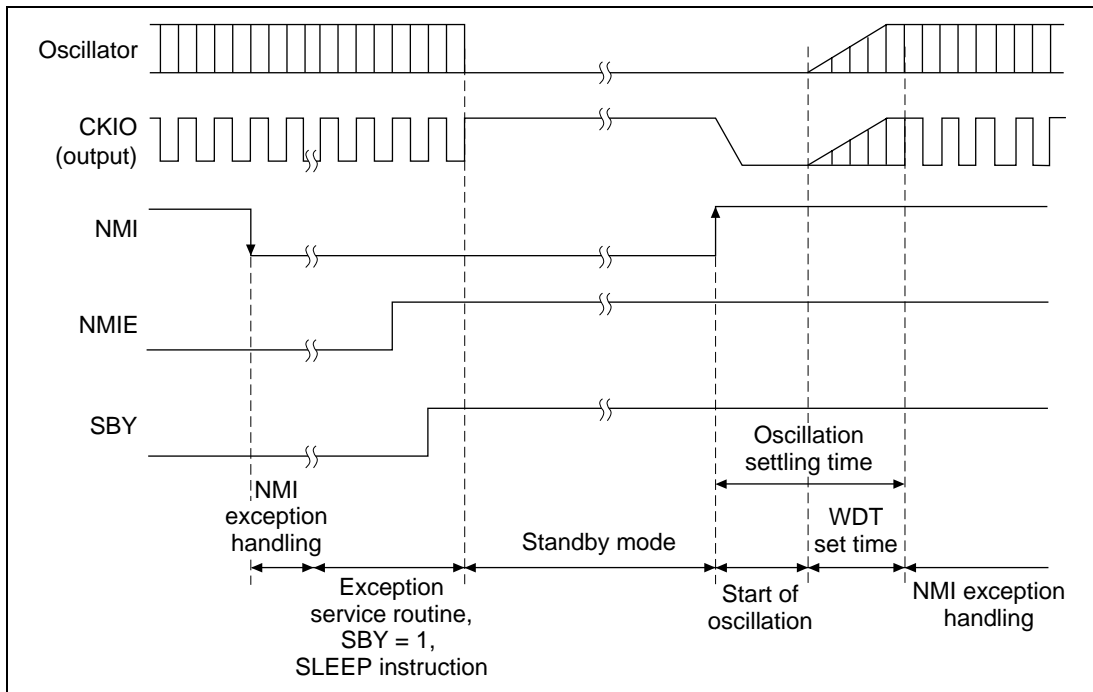 Oscillator
CKIO
(output)
NMI
NMIE
SBY
Oscillation
settling time
NMI
exception
handling
Exception
service routine,
SBY = 1,
SLEEP instruction
Standby mode
Start of
oscillation
WDT
set time
NMI exception
handling